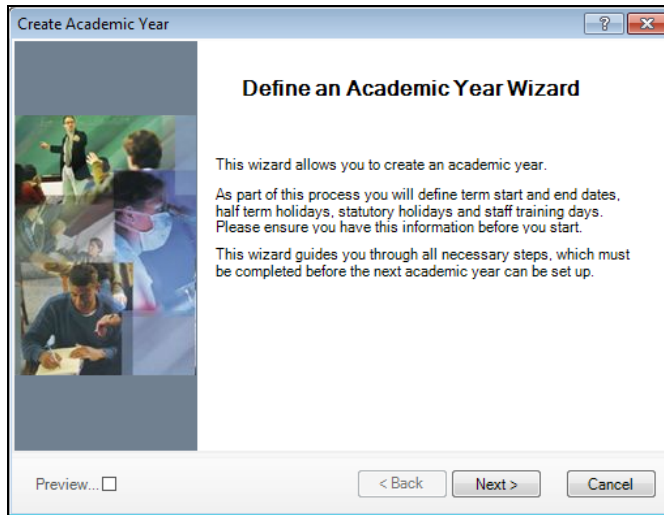 Create Academic Year
?
Define an Academic Year Wizard
This wizard allows you to create an academic year.
As part of this process you will define term start and end dates,
half term holidays, statutory holidays and staff training days.
Please ensure you have this information before you start.
This wizard guides you through all necessary steps, which must
be completed before the next academic year can be set up.
Preview...
< Back
Next >
Cancel